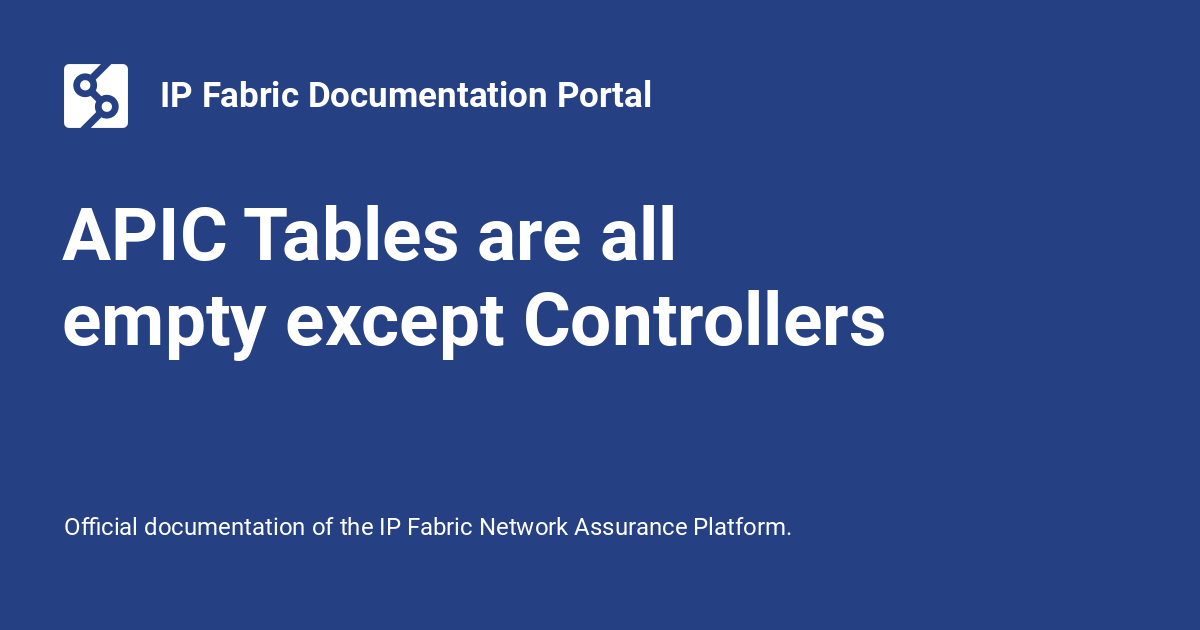 IP Fabric Documentation Portal
APIC Tables are all
empty except Controllers
Official documentation of the IP Fabric Network Assurance Platform.